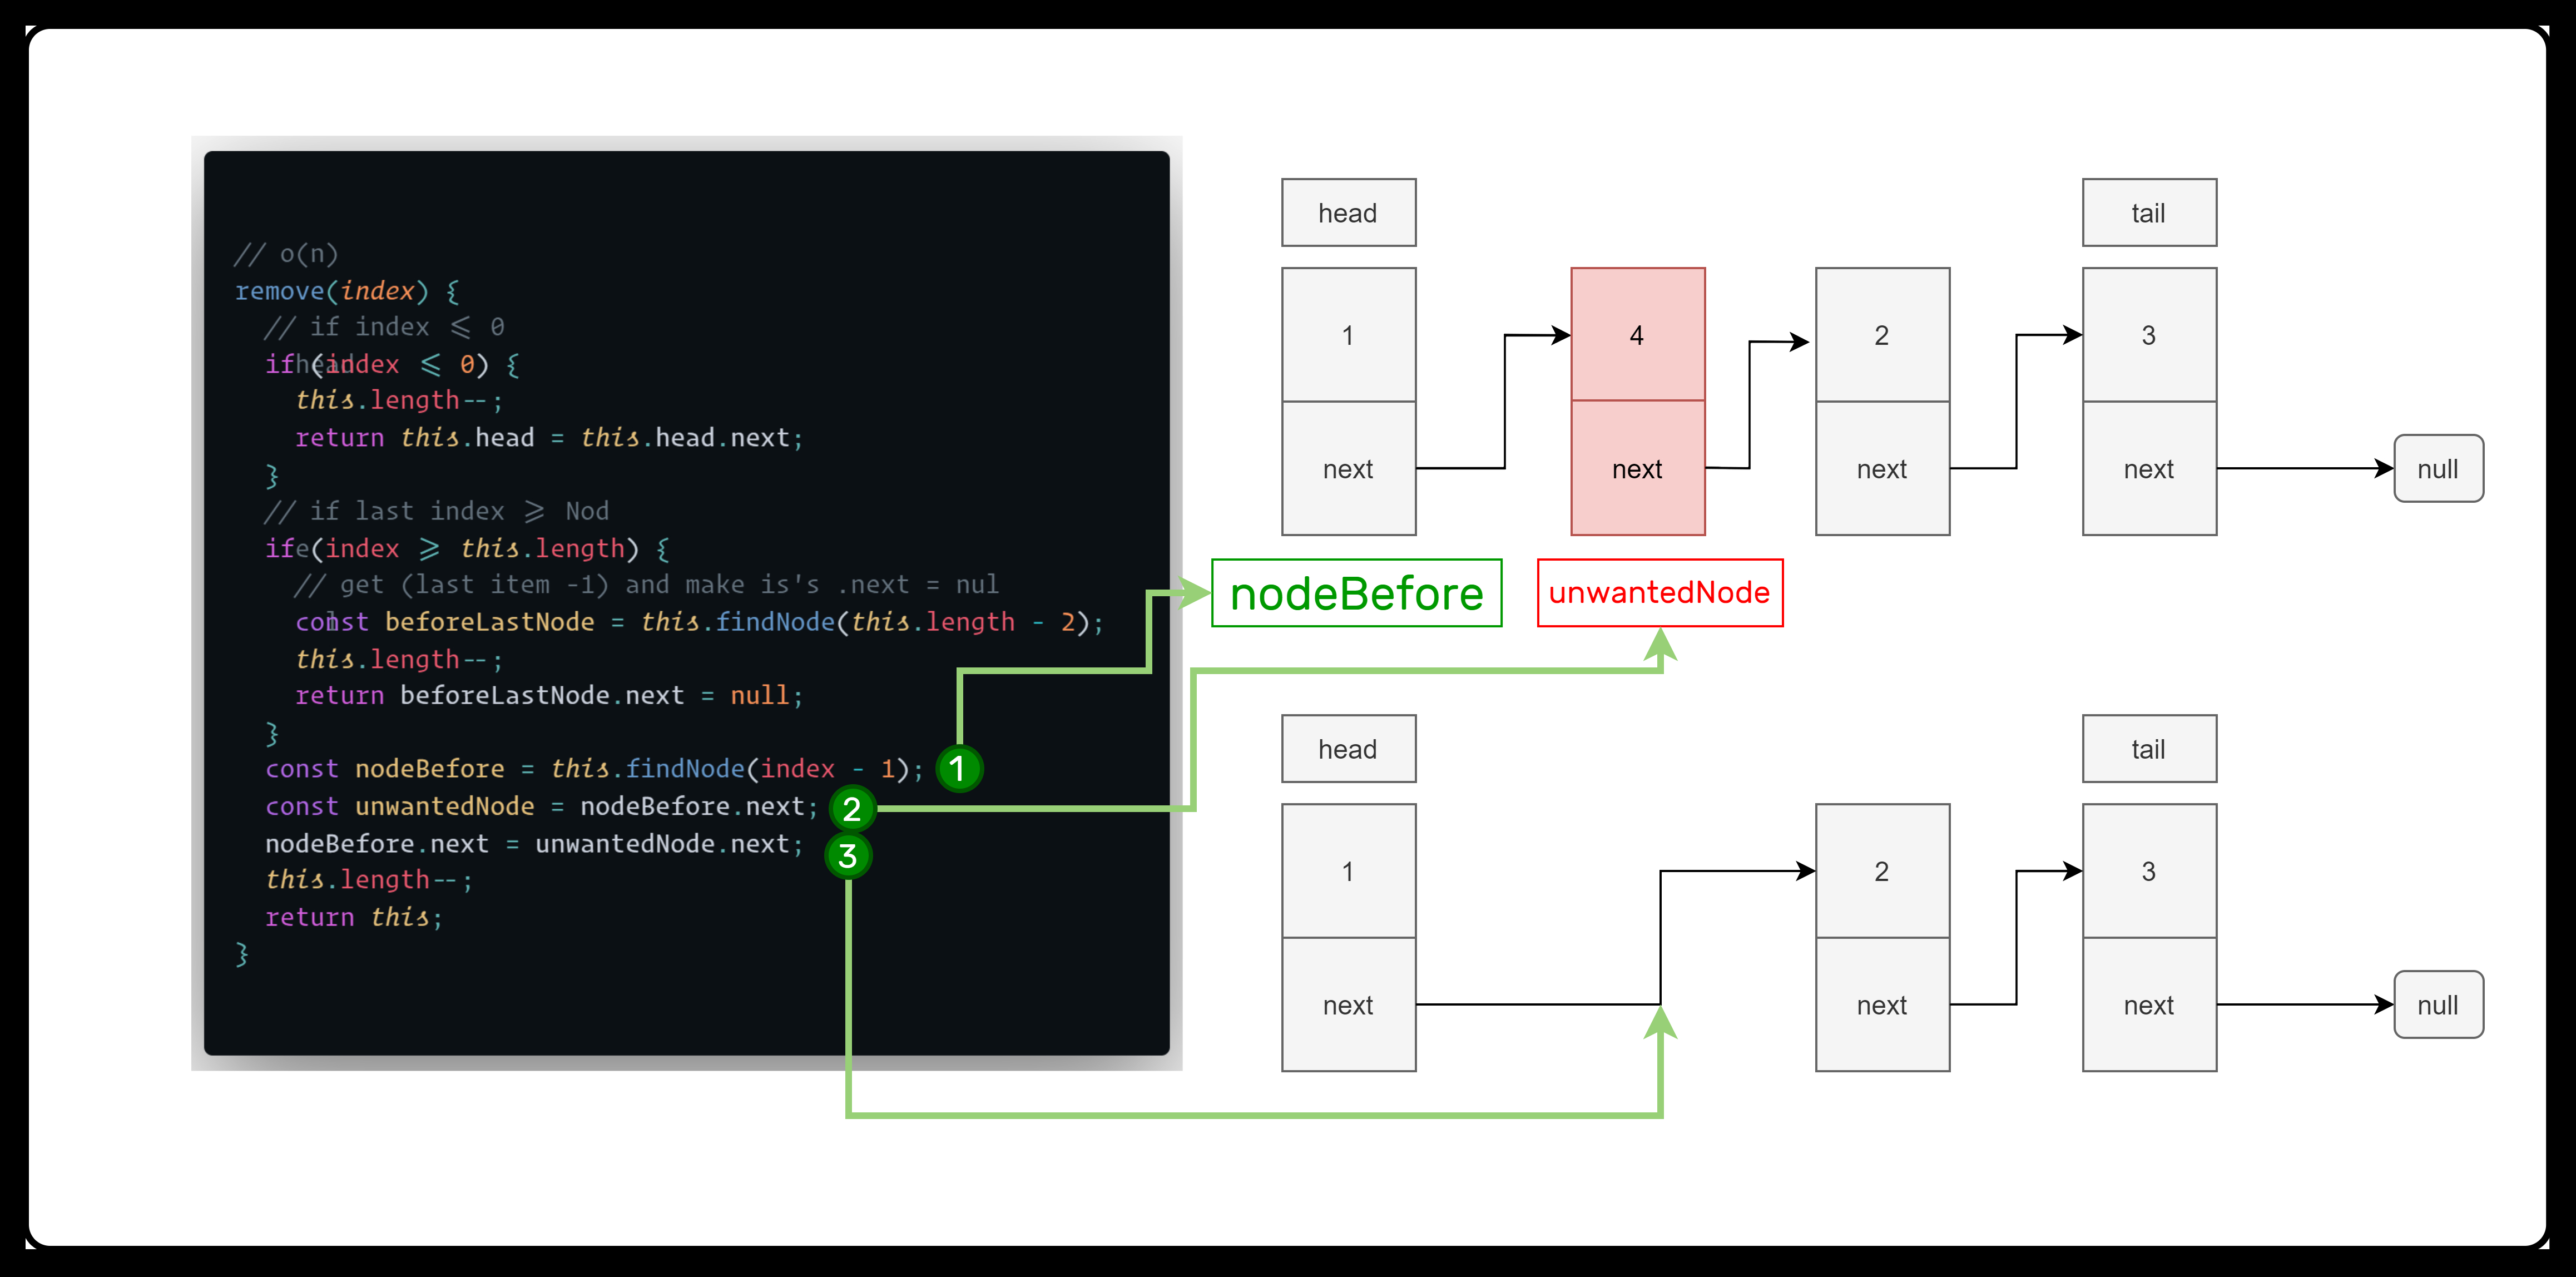 // o(n)
remove(index) {
// if index <= 0
head
if (index <= 0) {
this.length--;
return this.head = this.head.next;
}
// if last index >= Nod
e
if (index >= this.length) {
// get (last item -1) and make is's .next = nul
l
const beforeLastNode = this.findNode(this.length - 2);
this.length--;
return beforeLastNode.next = null;
}
const nodeBefore = this.findNode(index - 1);
1
const unwantedNode = nodeBefore.next;
2
nodeBefore.next = unwantedNode.next;
3
this.length--;
return this;
}
head
tail
1
4
2
3
next
next
next
next
null
nodeBefore
unwantedNode
head
tail
1
2
3
next
next
next
null